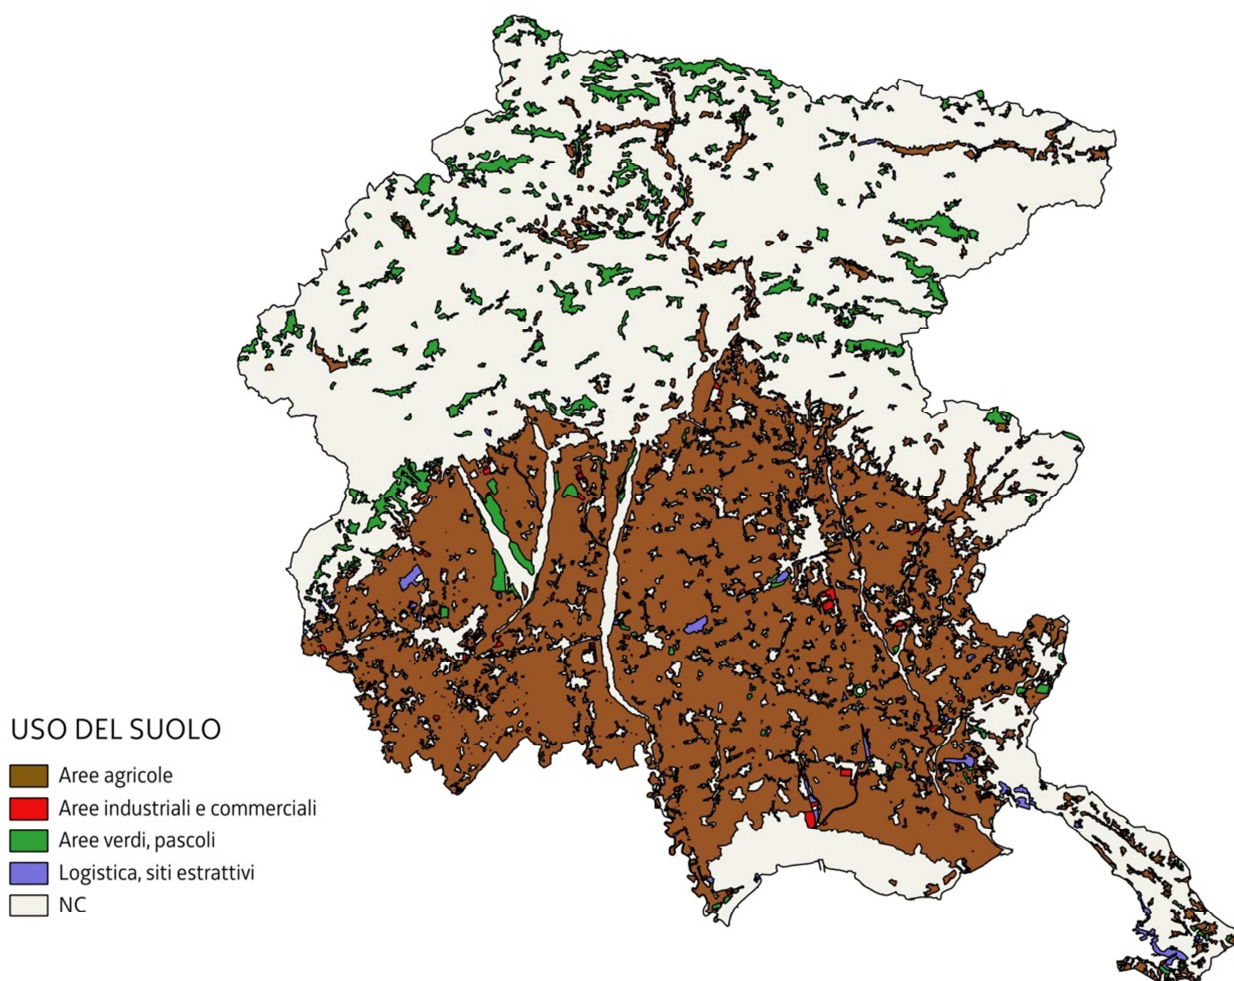 USO DEL SUOLO
Aree agricole
Aree industriali e commerciali
Aree verdi, pascoli
Logistica, siti estrattivi
NC